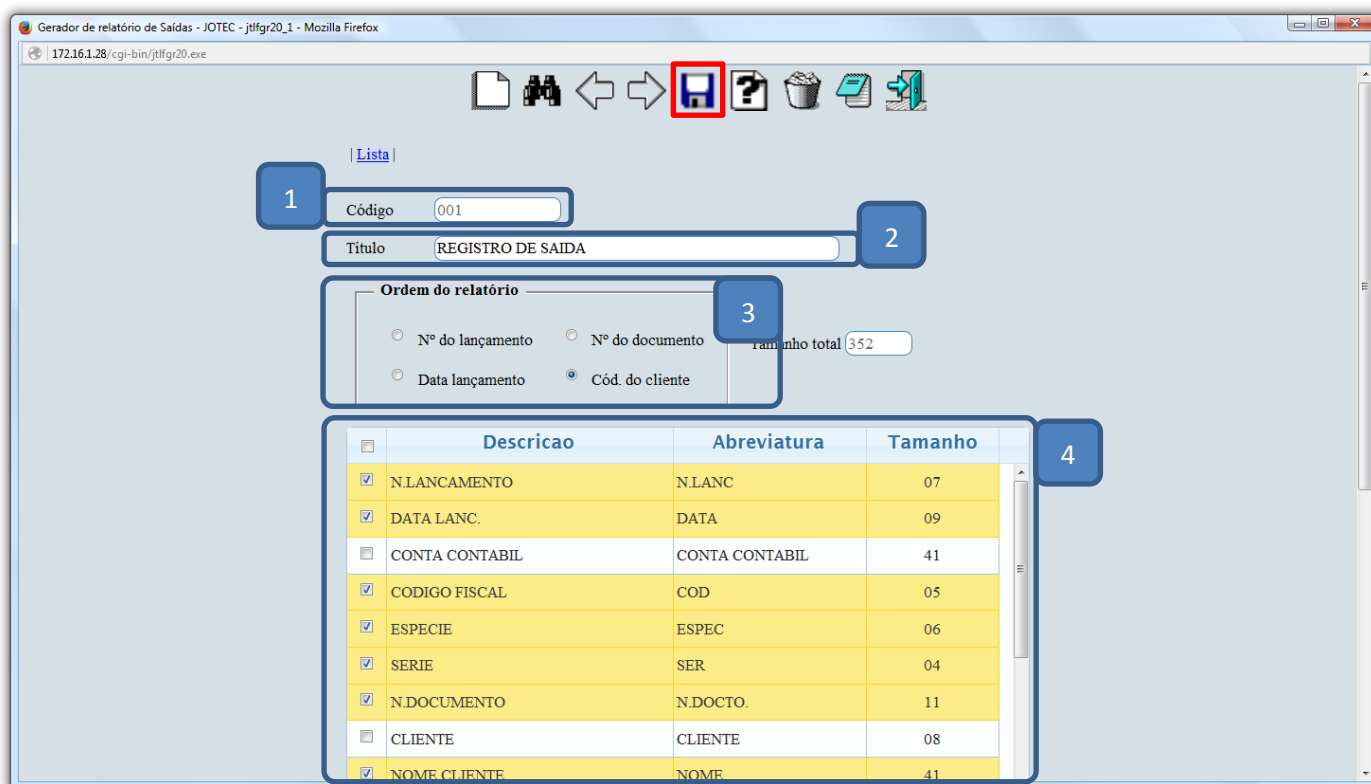 Gerador de relatório de Saídas - JOTEC - jtlfgr20_1 - Mozilla Firefox
172.16.1.28/cgi-bin/jtlfgr20.exe
| Lista |
1
Código 001
2
Título REGISTRO DE SAIDA
Ordem do relatório
3
Nº do lançamento Nº do documento
Tamanho total 352
Data lançamento Cód. do cliente
Descricao Abreviatura Tamanho
4
N.LANCAMENTO N.LANC 07
DATA LANC. DATA 09
CONTA CONTABIL CONTA CONTABIL 41
CODIGO FISCAL COD 05
ESPECIE ESPEC 06
SERIE SER 04
N.DOCUMENTO N.DOCTO. 11
CLIENTE CLIENTE 08
NOME CLIENTE NOME 41